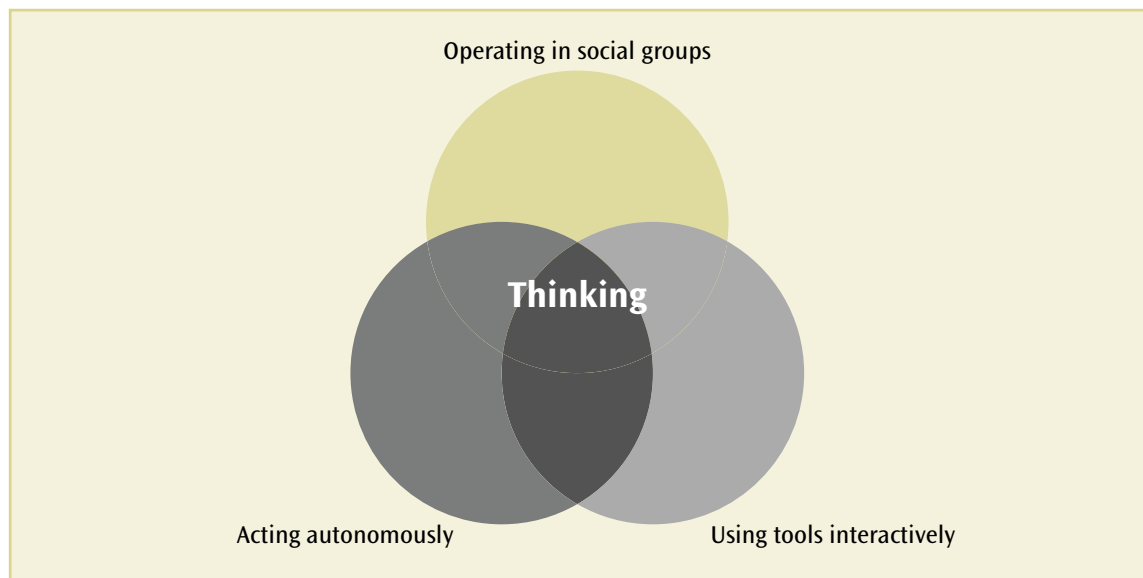 Operating in social groups
Thinking
Acting autonomously
Using tools interactively